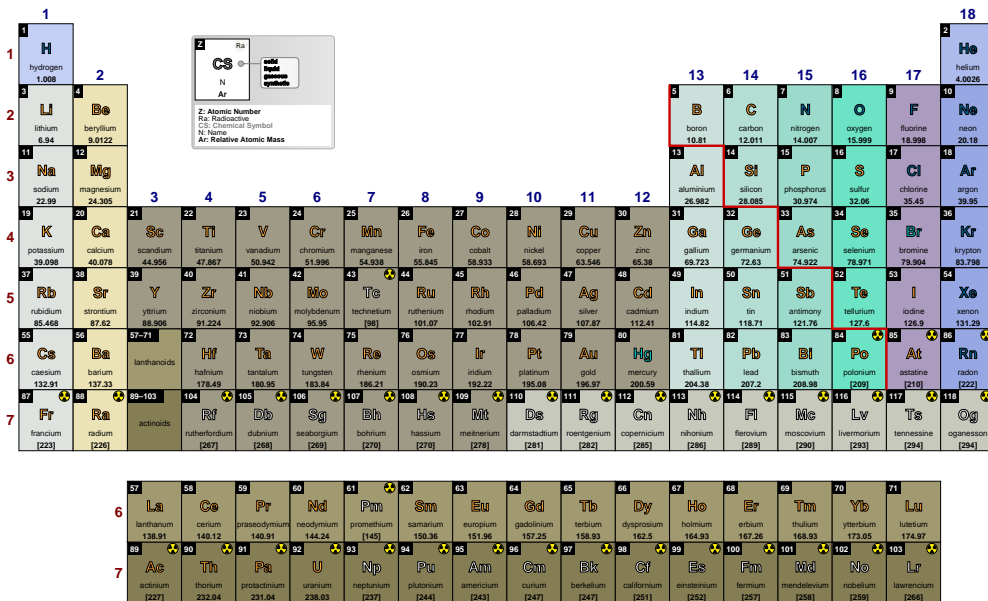 1 18
1 H hydrogen 1.008
2 He helium 4.0026
Z Ra
CS solid
liquid
gaseous
synthetic
N
Ar
Z: Atomic Number
Ra: Radioactive
CS: Chemical Symbol
N: Name
Ar: Relative Atomic Mass
1
2 13 14 15 16 17
3 Li lithium 6.94
4 Be beryllium 9.0122
5 B boron 10.81
6 C carbon 12.011
7 N nitrogen 14.007
8 O oxygen 15.999
9 F fluorine 18.998
10 Ne neon 20.18
2
11 Na sodium 22.99
12 Mg magnesium 24.305
13 Al aluminium 26.982
14 Si silicon 28.085
15 P phosphorus 30.974
16 S sulfur 32.06
17 Cl chlorine 35.45
18 Ar argon 39.95
3
3 4 5 6 7 8 9 10 11 12
19 K potassium 39.098
20 Ca calcium 40.078
21 Sc scandium 44.956
22 Ti titanium 47.867
23 V vanadium 50.942
24 Cr chromium 51.996
25 Mn manganese 54.938
26 Fe iron 55.845
27 Co cobalt 58.933
28 Ni nickel 58.693
29 Cu copper 63.546
30 Zn zinc 65.38
31 Ga gallium 69.723
32 Ge germanium 72.63
33 As arsenic 74.922
34 Se selenium 78.971
35 Br bromine 79.904
36 Kr krypton 83.798
4
37 Rb rubidium 85.468
38 Sr strontium 87.62
39 Y yttrium 88.906
40 Zr zirconium 91.224
41 Nb niobium 92.906
42 Mo molybdenum 95.95
43 Tc technetium [98]
44 Ru ruthenium 101.07
45 Rh rhodium 102.91
46 Pd palladium 106.42
47 Ag silver 107.87
48 Cd cadmium 112.41
49 In indium 114.82
50 Sn tin 118.71
51 Sb antimony 121.76
52 Te tellurium 127.6
53 I iodine 126.9
54 Xe xenon 131.29
5
55 Cs caesium 132.91
56 Ba barium 137.33
57–71 lanthanoids
72 Hf hafnium 178.49
73 Ta tantalum 180.95
74 W tungsten 183.84
75 Re rhenium 186.21
76 Os osmium 190.23
77 Ir iridium 192.22
78 Pt platinum 195.08
79 Au gold 196.97
80 Hg mercury 200.59
81 Tl thallium 204.38
82 Pb lead 207.2
83 Bi bismuth 208.98
84 Po polonium [209]
85 At astatine [210]
86 Rn radon [222]
6
87 Fr francium [223]
88 Ra radium [226]
89–103 actinoids
104 Rf rutherfordium [267]
105 Db dubnium [268]
106 Sg seaborgium [269]
107 Bh bohrium [270]
108 Hs hassium [270]
109 Mt meitnerium [278]
110 Ds darmstadtium [281]
111 Rg roentgenium [282]
112 Cn copernicium [285]
113 Nh nihonium [286]
114 Fl flerovium [289]
115 Mc moscovium [290]
116 Lv livermorium [293]
117 Ts tennessine [294]
118 Og oganesson [294]
7
57 La lanthanum 138.91
58 Ce cerium 140.12
59 Pr praseodymium 140.91
60 Nd neodymium 144.24
61 Pm promethium [145]
62 Sm samarium 150.36
63 Eu europium 151.96
64 Gd gadolinium 157.25
65 Tb terbium 158.93
66 Dy dysprosium 162.5
67 Ho holmium 164.93
68 Er erbium 167.26
69 Tm thulium 168.93
70 Yb ytterbium 173.05
71 Lu lutetium 174.97
6
89 Ac actinium [227]
90 Th thorium 232.04
91 Pa protactinium 231.04
92 U uranium 238.03
93 Np neptunium [237]
94 Pu plutonium [244]
95 Am americium [243]
96 Cm curium [247]
97 Bk berkelium [247]
98 Cf californium [251]
99 Es einsteinium [252]
100 Fm fermium [257]
101 Md mendelevium [258]
102 No nobelium [259]
103 Lr lawrencium [266]
7